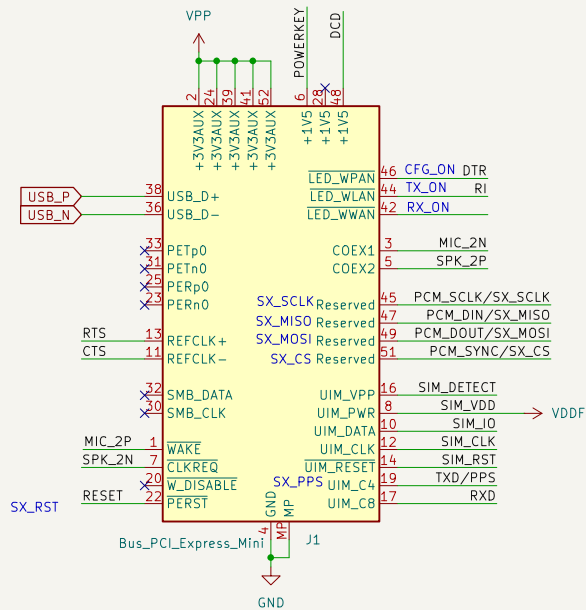 VPP
POWERKEY
DCD
2
24
39
41
52
6
28
48
+3V3AUX
+3V3AUX
+3V3AUX
+3V3AUX
+3V3AUX
+1V5
+1V5
+1V5
LED_WPAN 46 CFG_ON DTR
USB_P 38 USB_D+ LED_WLAN 44 TX_ON RI
USB_N 36 USB_D- LED_WWAN 42 RX_ON
33 PETp0 COEX1 3 MIC_2N
31 PETn0 COEX2 5 SPK_2P
25 PERp0
23 PERn0 SX_SCLK Reserved 45 PCM_SCLK/SX_SCLK
SX_MISO Reserved 47 PCM_DIN/SX_MISO
RTS 13 REFCLK+ SX_MOSI Reserved 49 PCM_DOUT/SX_MOSI
CTS 11 REFCLK- SX_CS Reserved 51 PCM_SYNC/SX_CS
32 SMB_DATA UIM_VPP 16 SIM_DETECT
30 SMB_CLK UIM_PWR 8 SIM_VDD VDDF
UIM_DATA 10 SIM_IO
MIC_2P 1 WAKE UIM_CLK 12 SIM_CLK
SPK_2N 7 CLKREQ UIM_RESET 14 SIM_RST
20 W_DISABLE SX_PPS UIM_C4 19 TXD/PPS
SX_RST RESET 22 PERST UIM_C8 17 RXD
GND
MP
4
MP
Bus_PCI_Express_Mini J1
GND